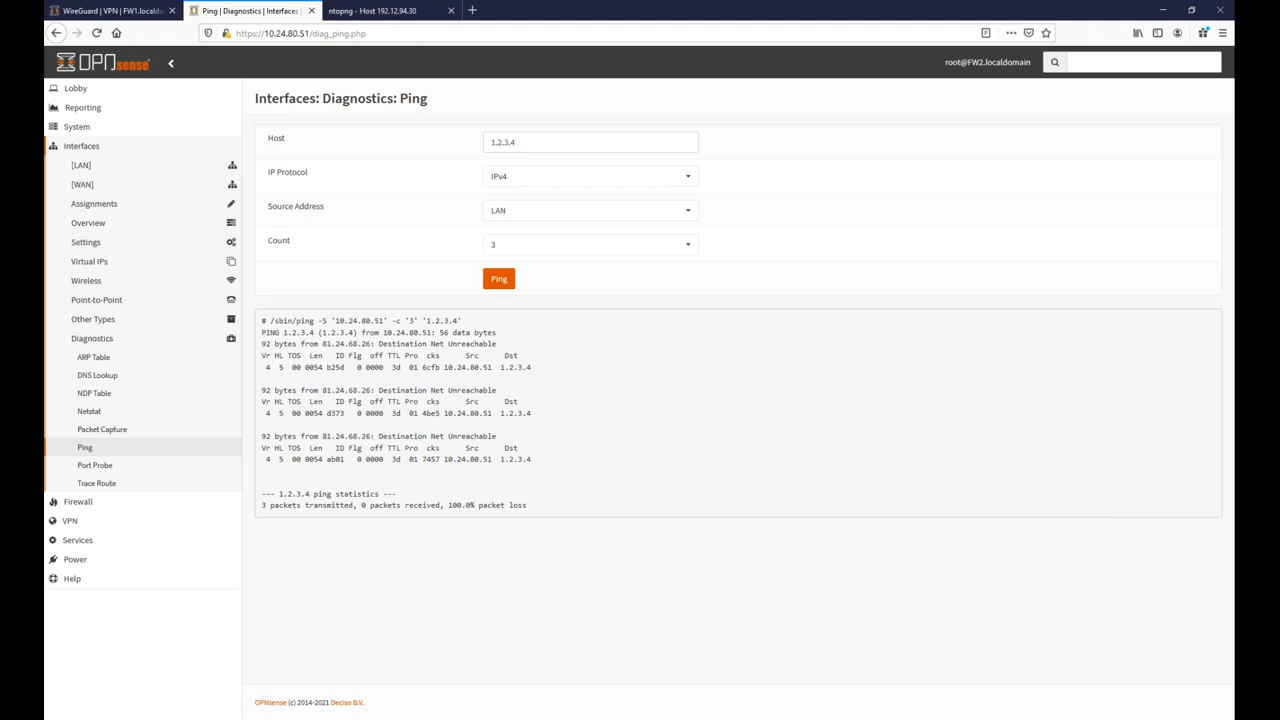 WireGuard | VPN | FW1.locald
Ping | Diagnostics | Interfaces |
ntopng - Host 192.12.94.30
https://10.24.80.51/diag_ping.php
OPNsense
root@FW2.localdomain
Lobby
Reporting
System
Interfaces
[LAN]
[WAN]
Assignments
Overview
Settings
Virtual IPs
Wireless
Point-to-Point
Other Types
Diagnostics
ARP Table
DNS Lookup
NDP Table
Netstat
Packet Capture
Ping
Port Probe
Trace Route
Firewall
VPN
Services
Power
Help
Interfaces: Diagnostics: Ping
Host
1.2.3.4
IP Protocol
IPv4
Source Address
LAN
Count
3
Ping
# /sbin/ping -S '10.24.80.51' -c '3' '1.2.3.4'
PING 1.2.3.4 (1.2.3.4) from 10.24.80.51: 56 data bytes
92 bytes from 81.24.68.26: Destination Net Unreachable
Vr HL TOS Len ID Flg off TTL Pro cks Src Dst
4 5 00 0054 b25d 0 0000 3d 01 6cfb 10.24.80.51 1.2.3.4
92 bytes from 81.24.68.26: Destination Net Unreachable
Vr HL TOS Len ID Flg off TTL Pro cks Src Dst
4 5 00 0054 d373 0 0000 3d 01 4be5 10.24.80.51 1.2.3.4
92 bytes from 81.24.68.26: Destination Net Unreachable
Vr HL TOS Len ID Flg off TTL Pro cks Src Dst
4 5 00 0054 ab01 0 0000 3d 01 7457 10.24.80.51 1.2.3.4
--- 1.2.3.4 ping statistics ---
3 packets transmitted, 0 packets received, 100.0% packet loss
OPNsense (c) 2014-2021 Deciso B.V.